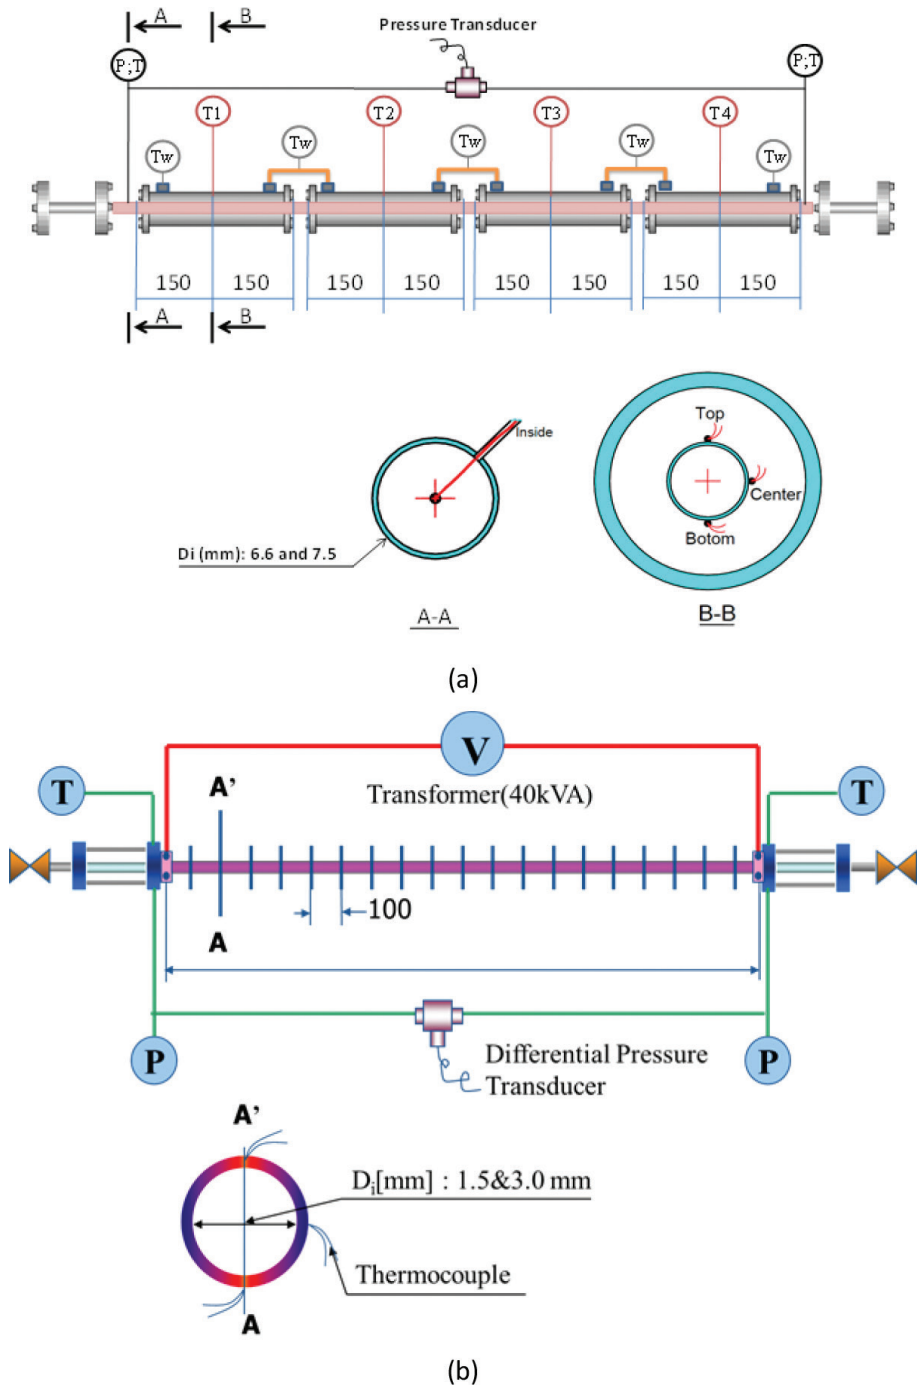 A B
Pressure Transducer
P;T P;T
T1 T2 T3 T4
Tw Tw Tw Tw Tw
150 150 150 150 150 150 150 150
A B
Inside
Top
Center
Botom
Di (mm): 6.6 and 7.5
A-A
B-B
(a)
V
T T
A’
Transformer(40kVA)
100
A
P P
Differential Pressure
Transducer
A’
Di[mm] : 1.5&3.0 mm
Thermocouple
A
(b)